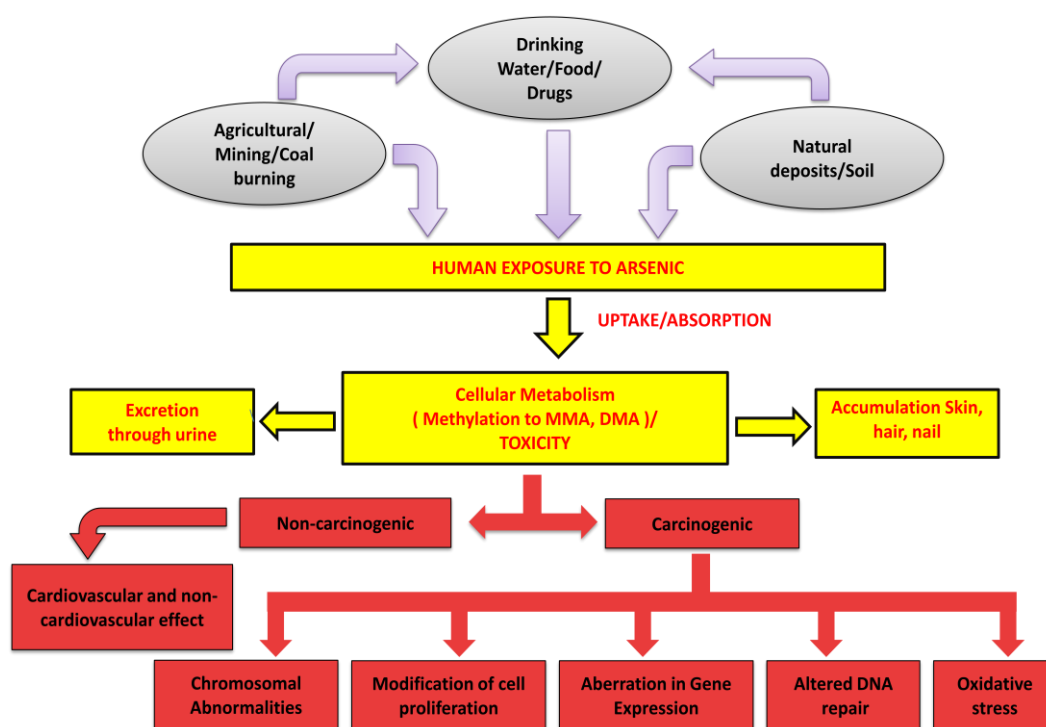 Drinking
Water/Food/
Drugs
Agricultural/
Mining/Coal
burning
Natural
deposits/Soil
HUMAN EXPOSURE TO ARSENIC
UPTAKE/ABSORPTION
Excretion
through urine
Cellular Metabolism
( Methylation to MMA, DMA )/
TOXICITY
Accumulation Skin,
hair, nail
Non-carcinogenic
Carcinogenic
Cardiovascular and non-
cardiovascular effect
Chromosomal
Abnormalities
Modification of cell
proliferation
Aberration in Gene
Expression
Altered DNA
repair
Oxidative
stress